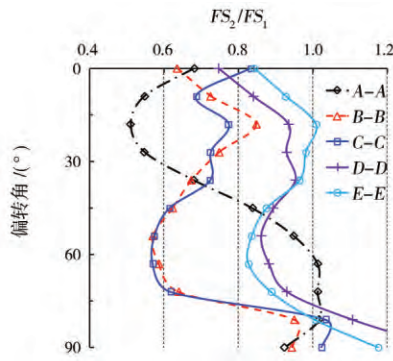 FS₂/FS₁
0.4 0.6 0.8 1.0 1.2
0
30
60
90
偏转角/(°)
A-A
B-B
C-C
D-D
E-E